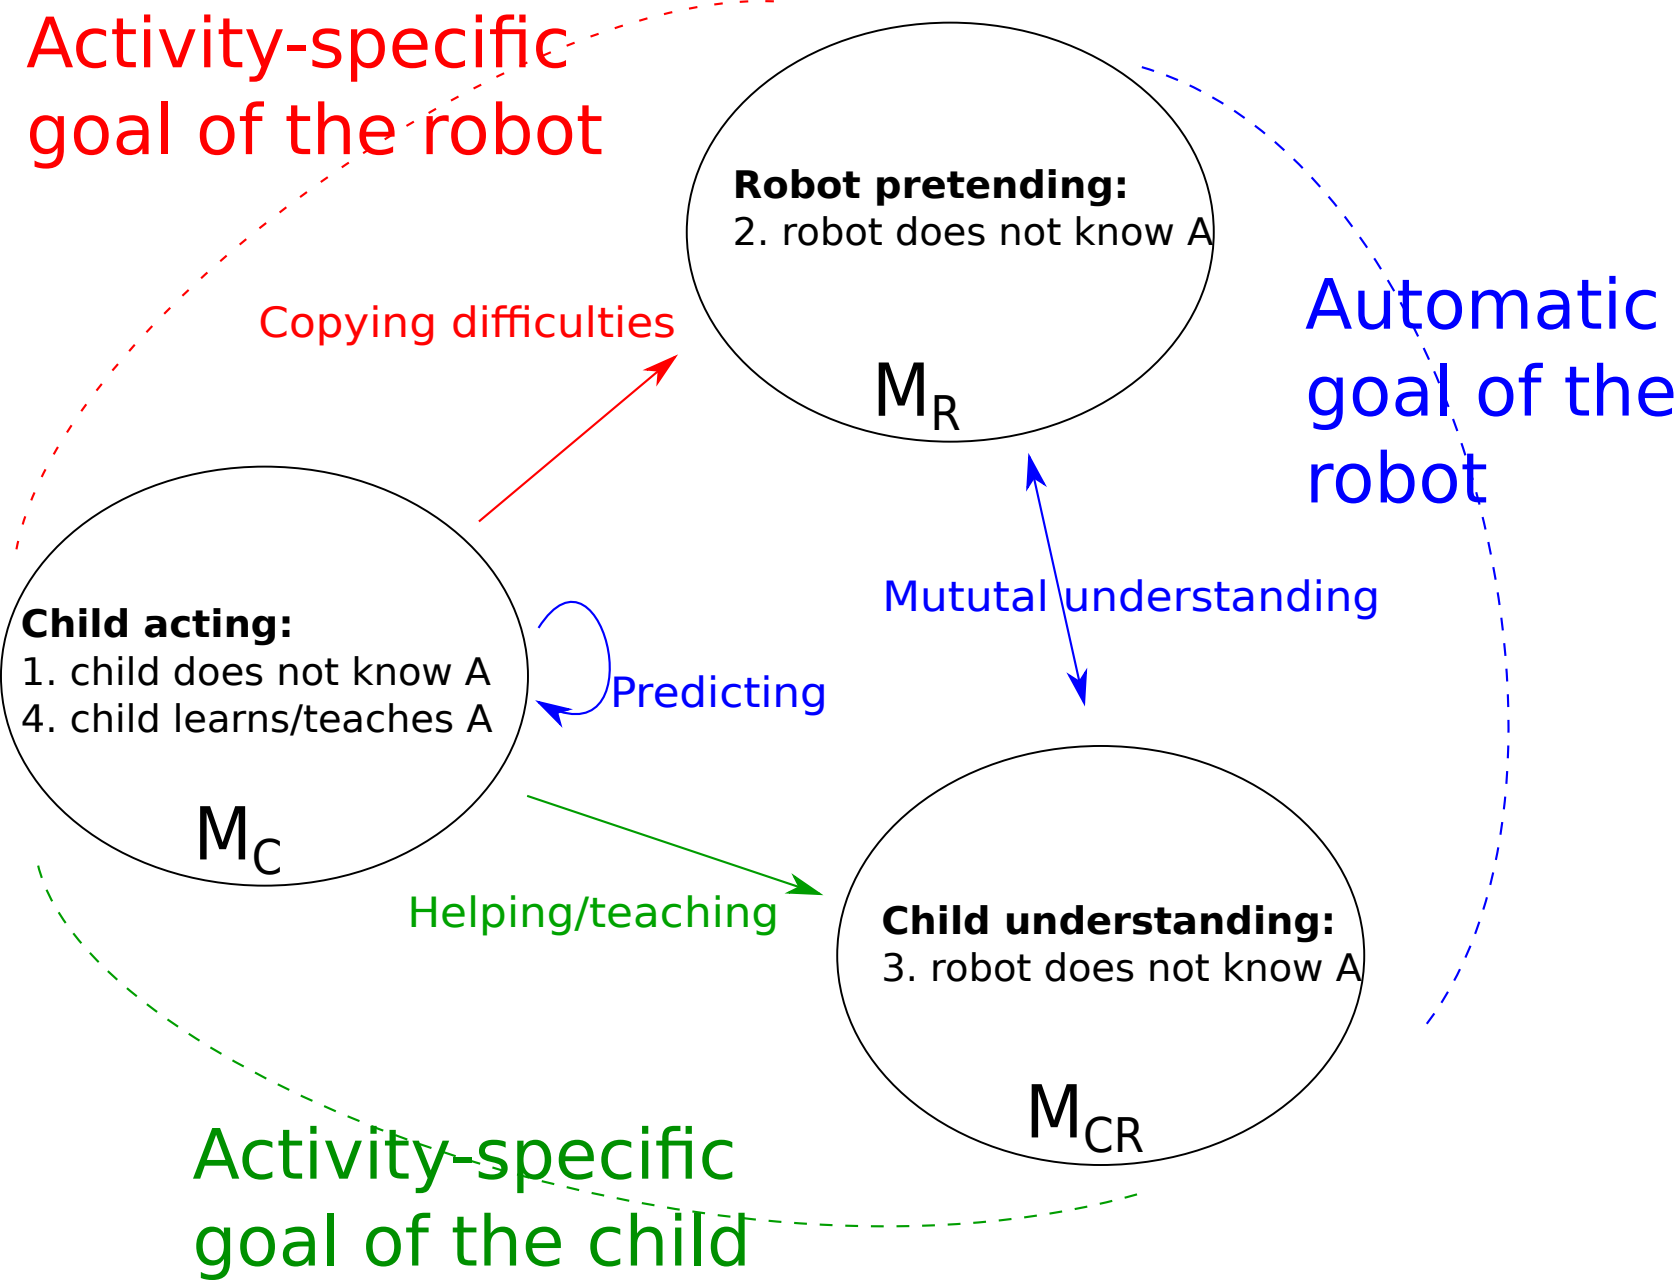 Activity-specific
goal of the robot
Robot pretending:
2. robot does not know A
M_R
Copying difficulties
Automatic
goal of the
robot
Child acting:
1. child does not know A
4. child learns/teaches A
M_C
Mututal understanding
Predicting
Helping/teaching
Child understanding:
3. robot does not know A
M_CR
Activity-specific
goal of the child